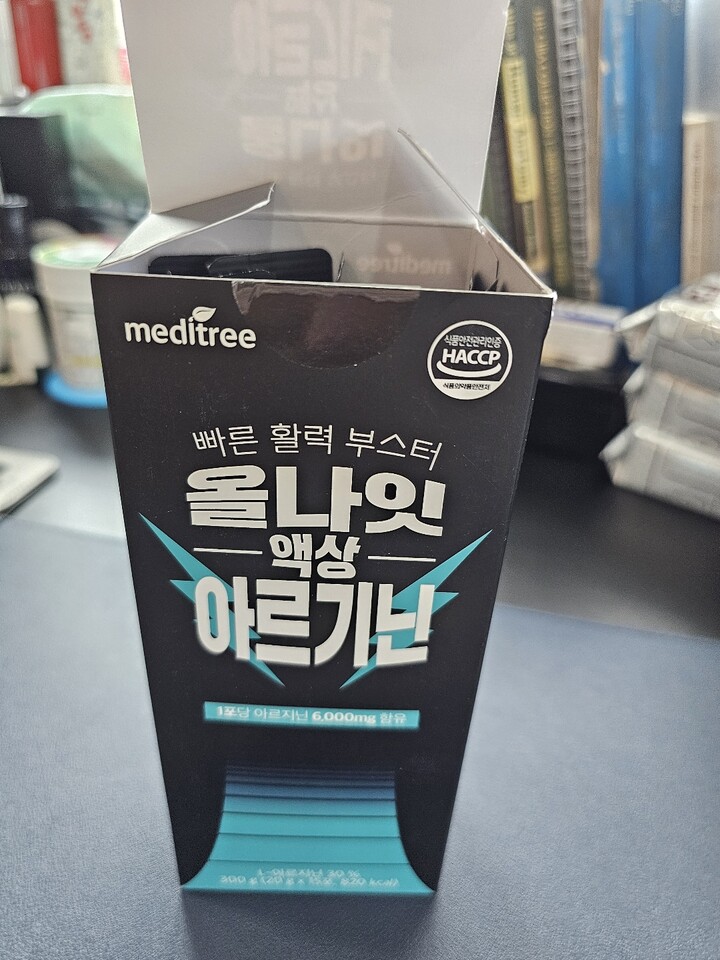 meditree
식품안전관리인증
HACCP
식품의약품안전처
빠른 활력 부스터
올나잇
액상
아르기닌
1포당 아르지닌 6,000mg 함유